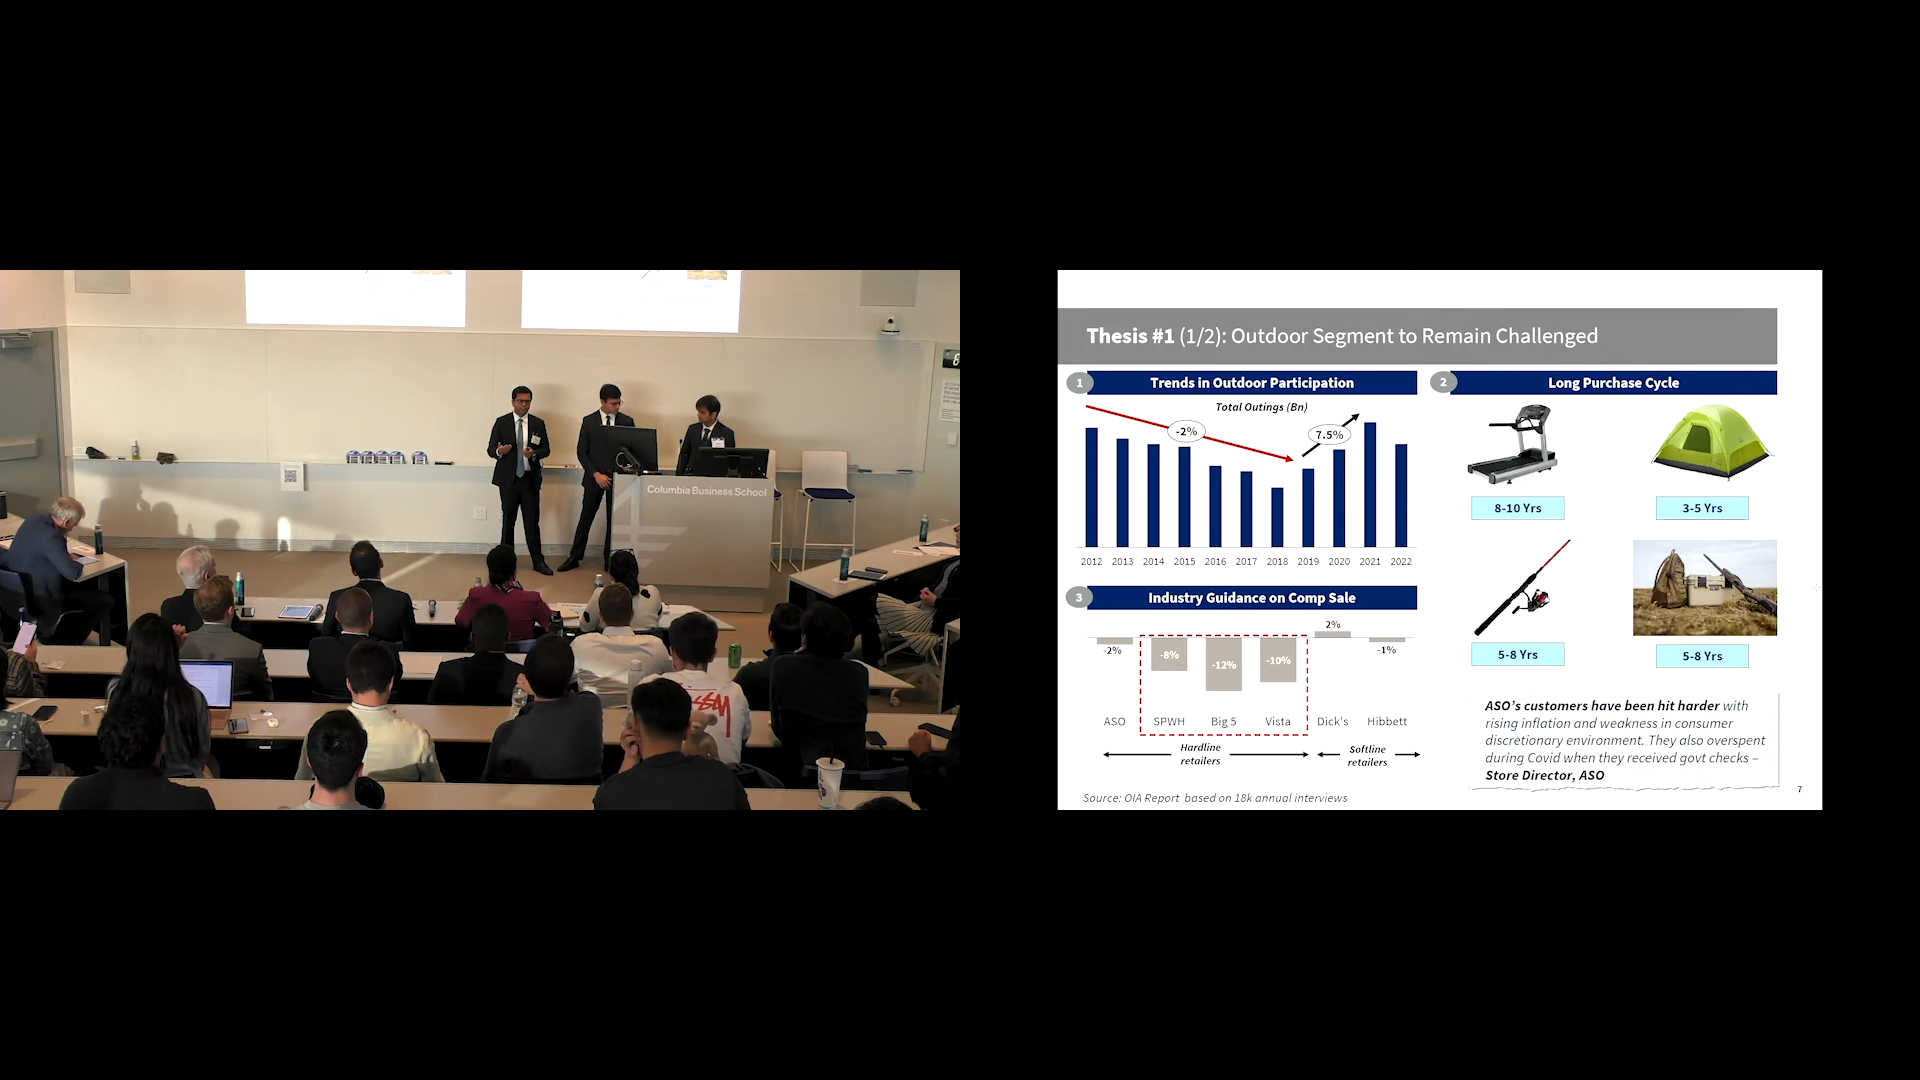 Columbia Business School
Thesis #1 (1/2): Outdoor Segment to Remain Challenged
1
Trends in Outdoor Participation
Total Outings (Bn)
-2%
7.5%
2012 2013 2014 2015 2016 2017 2018 2019 2020 2021 2022
2
Long Purchase Cycle
8-10 Yrs
3-5 Yrs
5-8 Yrs
5-8 Yrs
3
Industry Guidance on Comp Sale
-2%
-8%
-12%
-10%
2%
-1%
ASO SPWH Big 5 Vista Dick's Hibbett
Hardline
retailers
Softline
retailers
ASO's customers have been hit harder with
rising inflation and weakness in consumer
discretionary environment. They also overspent
during Covid when they received govt checks –
Store Director, ASO
Source: OIA Report based on 18k annual interviews
7